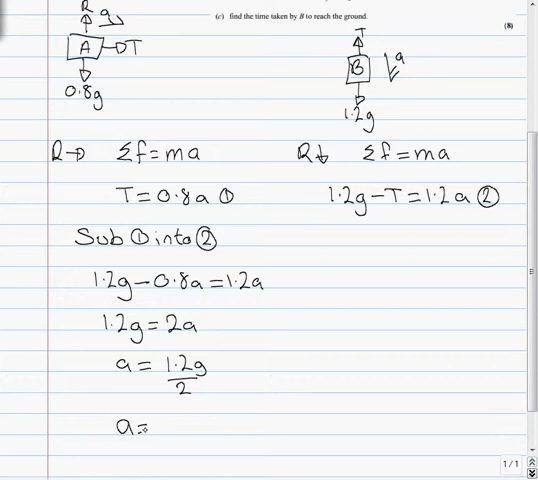 (c) find the time taken by B to reach the ground.
(8)
R a
A T
0.8g
T
B a
1.2g
R→ Σf=ma
R↓ Σf=ma
T=0.8a ①
1.2g-T=1.2a ②
Sub ① into ②
1.2g-0.8a=1.2a
1.2g=2a
a = 1.2g/2
a=
1/1